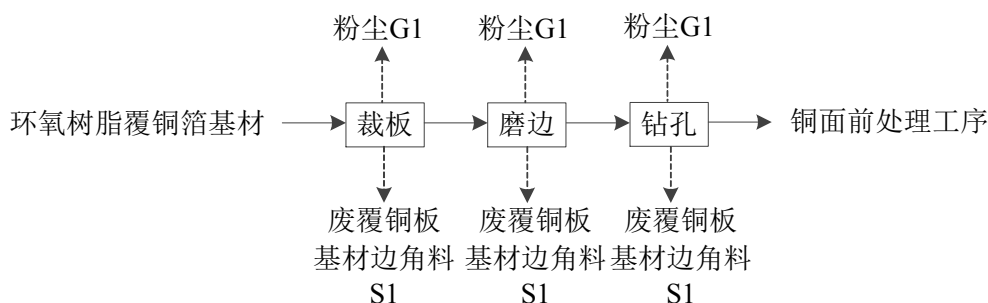 粉尘G1 粉尘G1 粉尘G1
环氧树脂覆铜箔基材 裁板 磨边 钻孔 铜面前处理工序
废覆铜板 废覆铜板 废覆铜板
基材边角料 基材边角料 基材边角料
S1 S1 S1